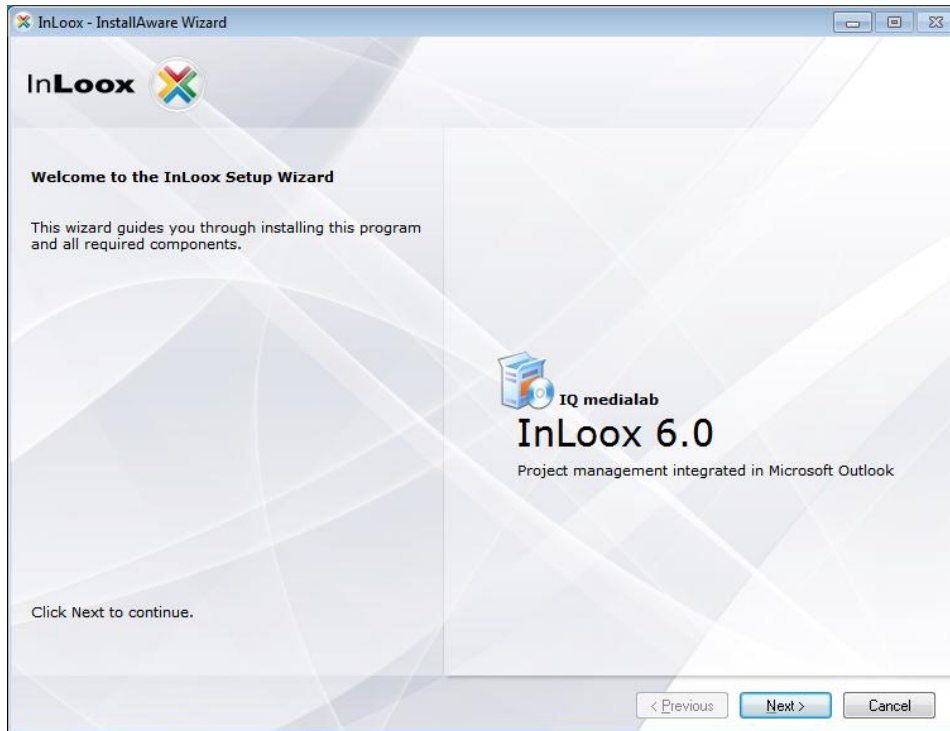 InLoox - InstallAware Wizard
InLoox
Welcome to the InLoox Setup Wizard
This wizard guides you through installing this program
and all required components.
IQ medialab
InLoox 6.0
Project management integrated in Microsoft Outlook
Click Next to continue.
< Previous
Next >
Cancel